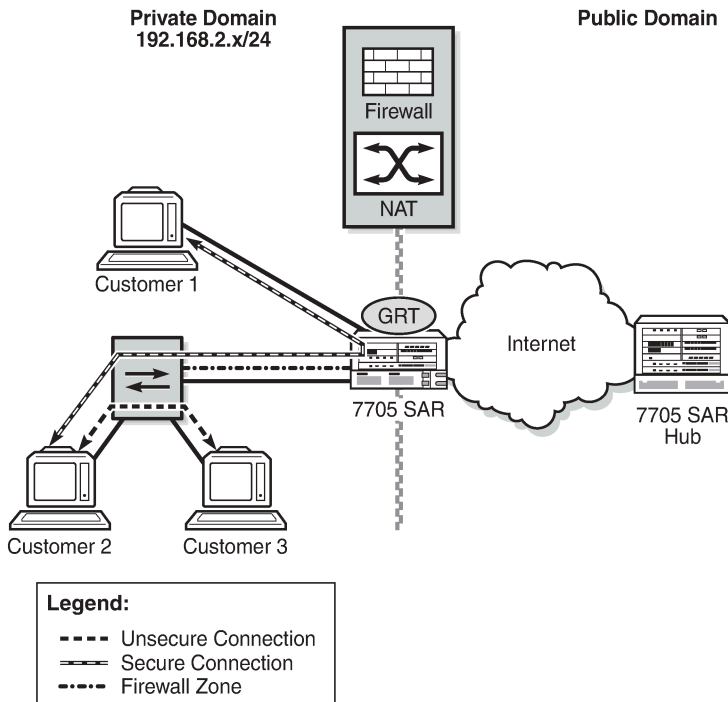 Private Domain
192.168.2.x/24
Public Domain
Firewall
NAT
Customer 1
GRT
Internet
7705 SAR
7705 SAR
Hub
Customer 2
Customer 3
Legend:
Unsecure Connection
Secure Connection
Firewall Zone